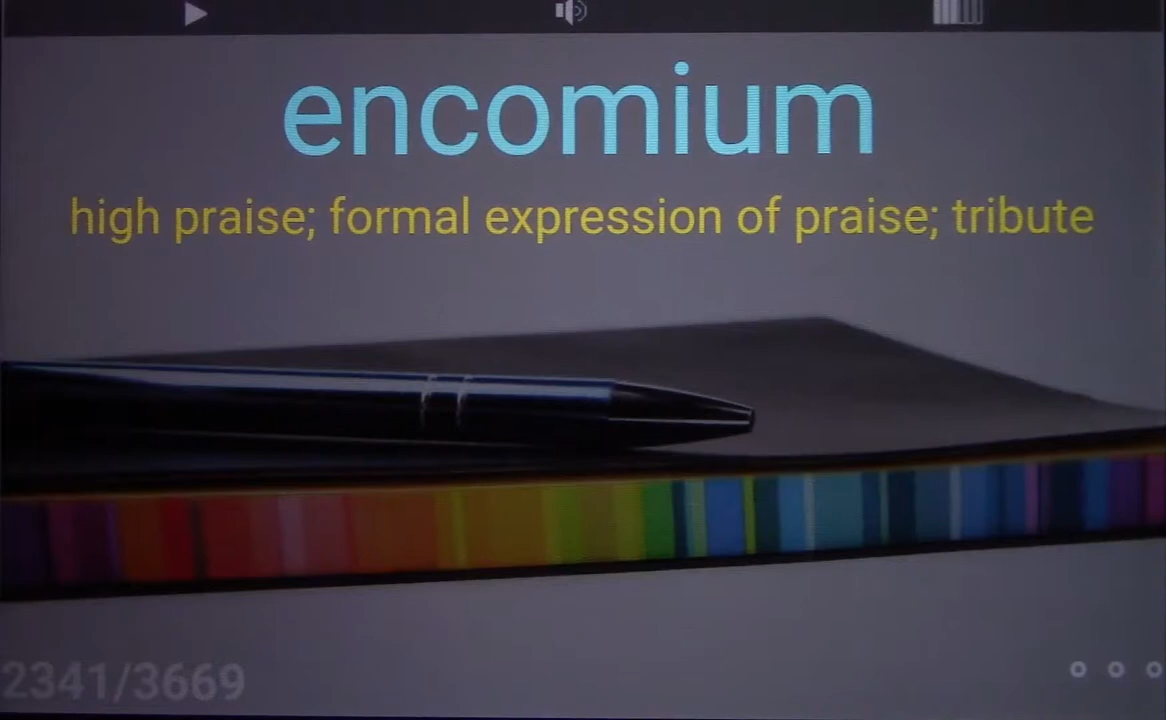 encomium
high praise; formal expression of praise; tribute
2341/3669